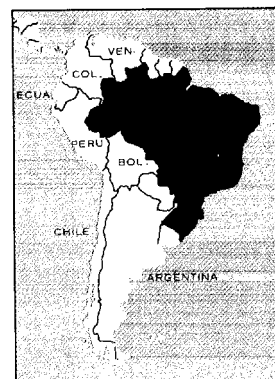 VEN.
COL.
ECUA.
PERU
BOL.
CHILE
ARGENTINA